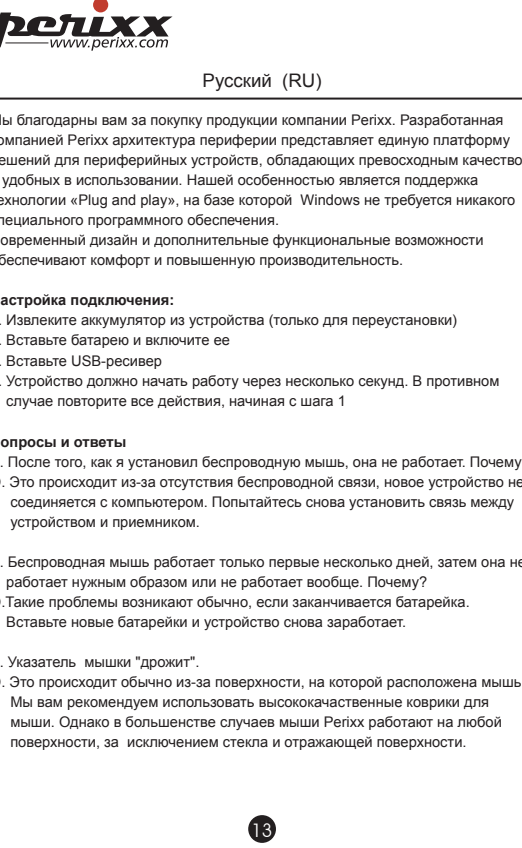 perixx
www.perixx.com
Русский (RU)
ы благодарны вам за покупку продукции компании Perixx. Разработанная
омпанией Perixx архитектура периферии представляет единую платформу
ешений для периферийных устройств, обладающих превосходным качество
удобных в использовании. Нашей особенностью является поддержка
ехнологии «Plug and play», на базе которой Windows не требуется никакого
пециального программного обеспечения.
овременный дизайн и дополнительные функциональные возможности
беспечивают комфорт и повышенную производительность.
астройка подключения:
. Извлеките аккумулятор из устройства (только для переустановки)
. Вставьте батарею и включите ее
. Вставьте USB-ресивер
. Устройство должно начать работу через несколько секунд. В противном
случае повторите все действия, начиная с шага 1
опросы и ответы
. После того, как я установил беспроводную мышь, она не работает. Почему
. Это происходит из-за отсутствия беспроводной связи, новое устройство не
соединяется с компьютером. Попытайтесь снова установить связь между
устройством и приемником.
. Беспроводная мышь работает только первые несколько дней, затем она не
работает нужным образом или не работает вообще. Почему?
.Такие проблемы возникают обычно, если заканчивается батарейка.
Вставьте новые батарейки и устройство снова заработает.
. Указатель мышки "дрожит".
. Это происходит обычно из-за поверхности, на которой расположена мышь
Мы вам рекомендуем использовать высококачаственные коврики для
мыши. Однако в большенстве случаев мыши Perixx работают на любой
поверхности, за исключением стекла и отражающей поверхности.
13